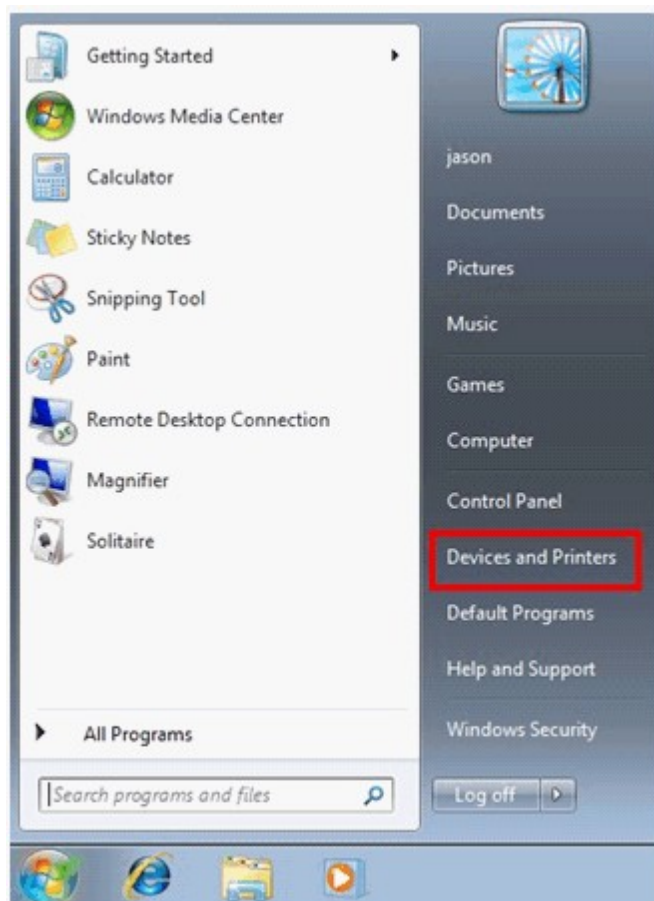 Getting Started
Windows Media Center
Calculator
Sticky Notes
Snipping Tool
Paint
Remote Desktop Connection
Magnifier
Solitaire
All Programs
Search programs and files
jason
Documents
Pictures
Music
Games
Computer
Control Panel
Devices and Printers
Default Programs
Help and Support
Windows Security
Log off